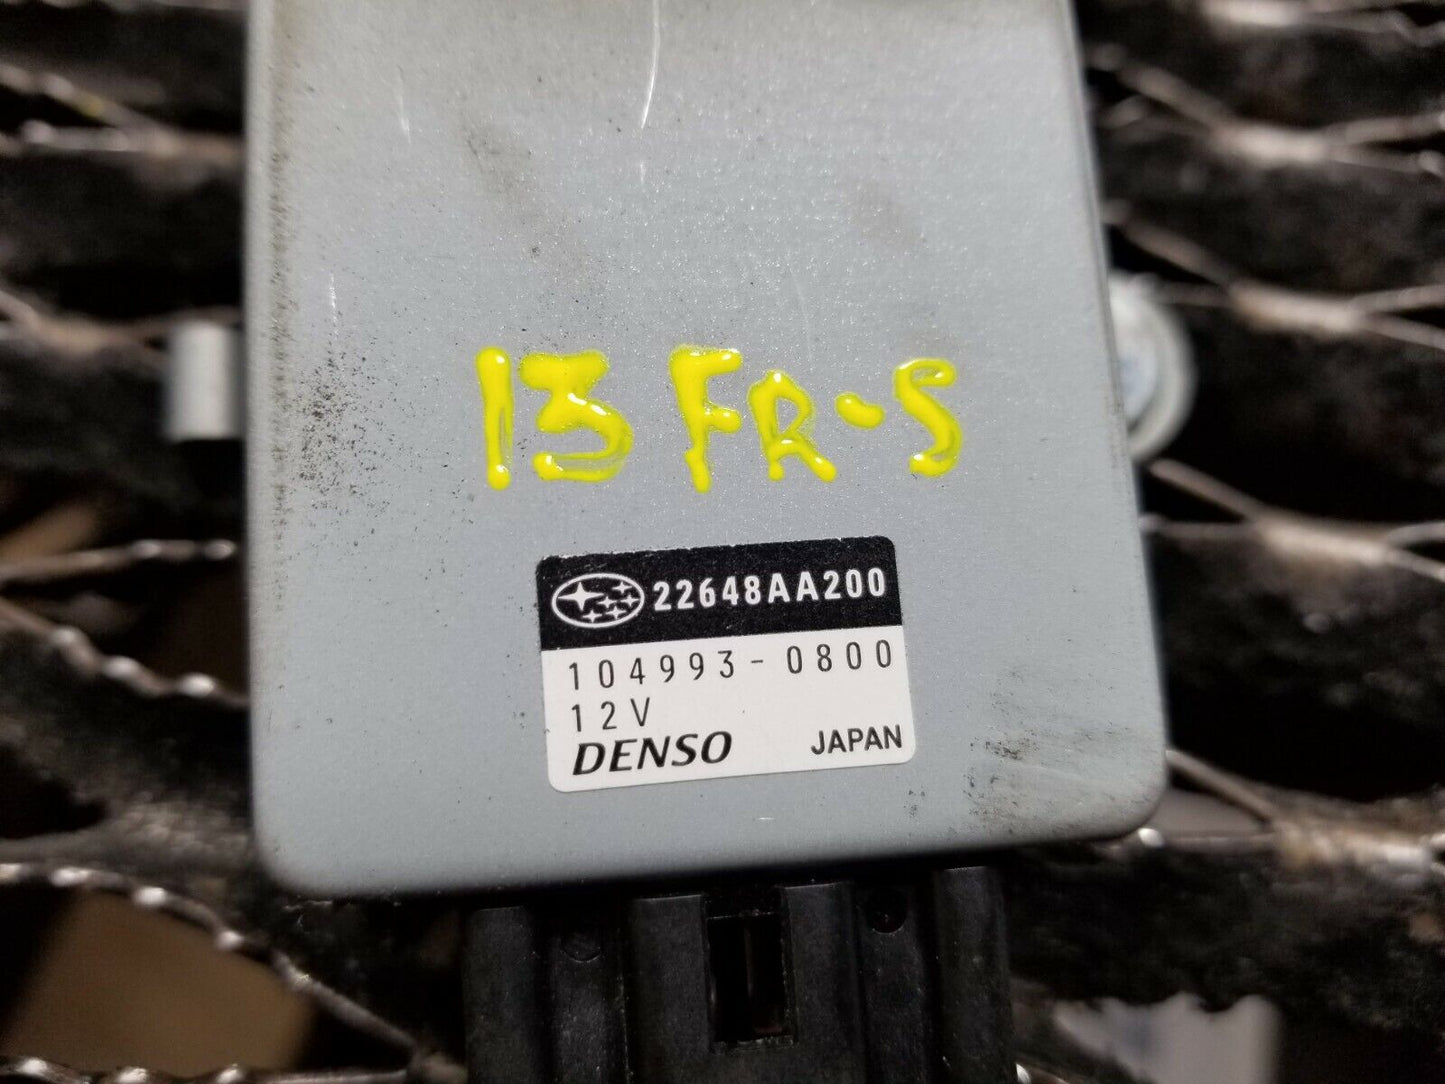 13 FR-S
22648AA200
104993-0800
12V
DENSO JAPAN